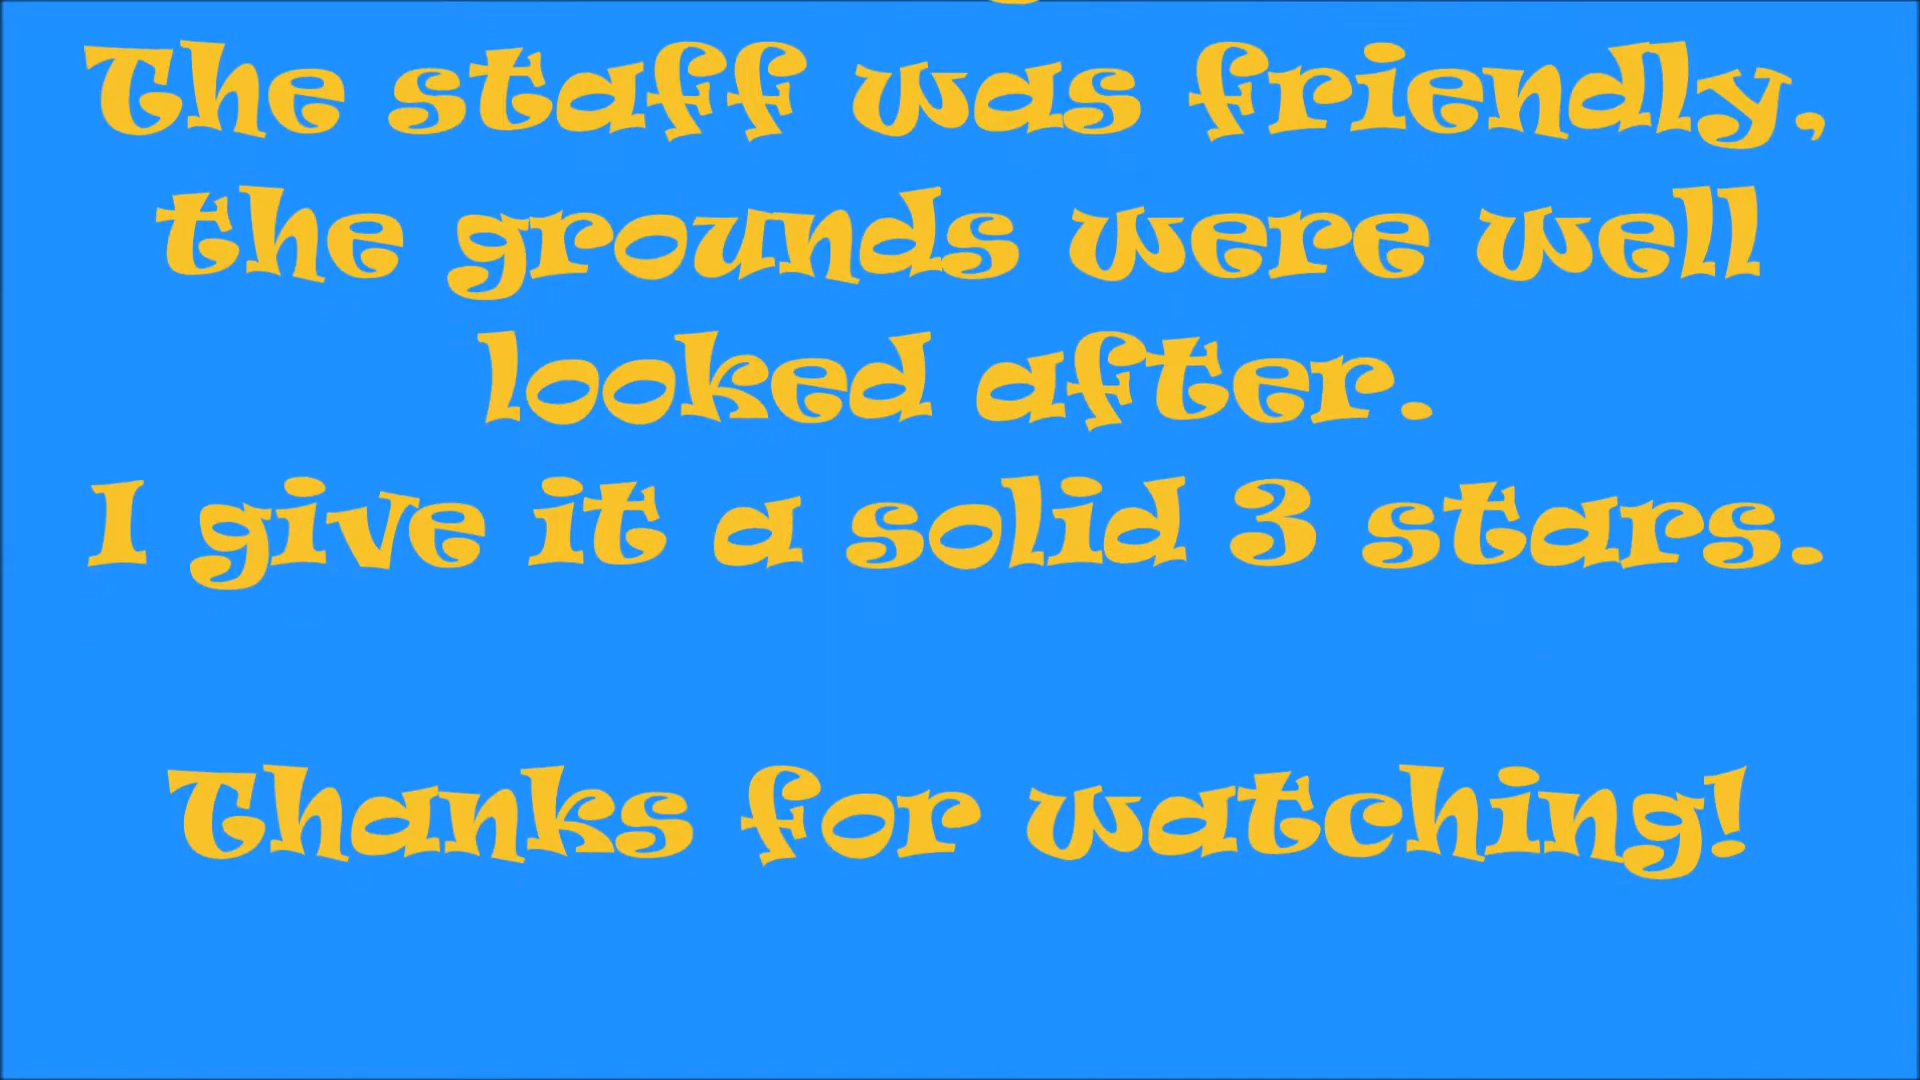 The staff was friendly,
the grounds were well
looked after.
I give it a solid 3 stars.
Thanks for watching!